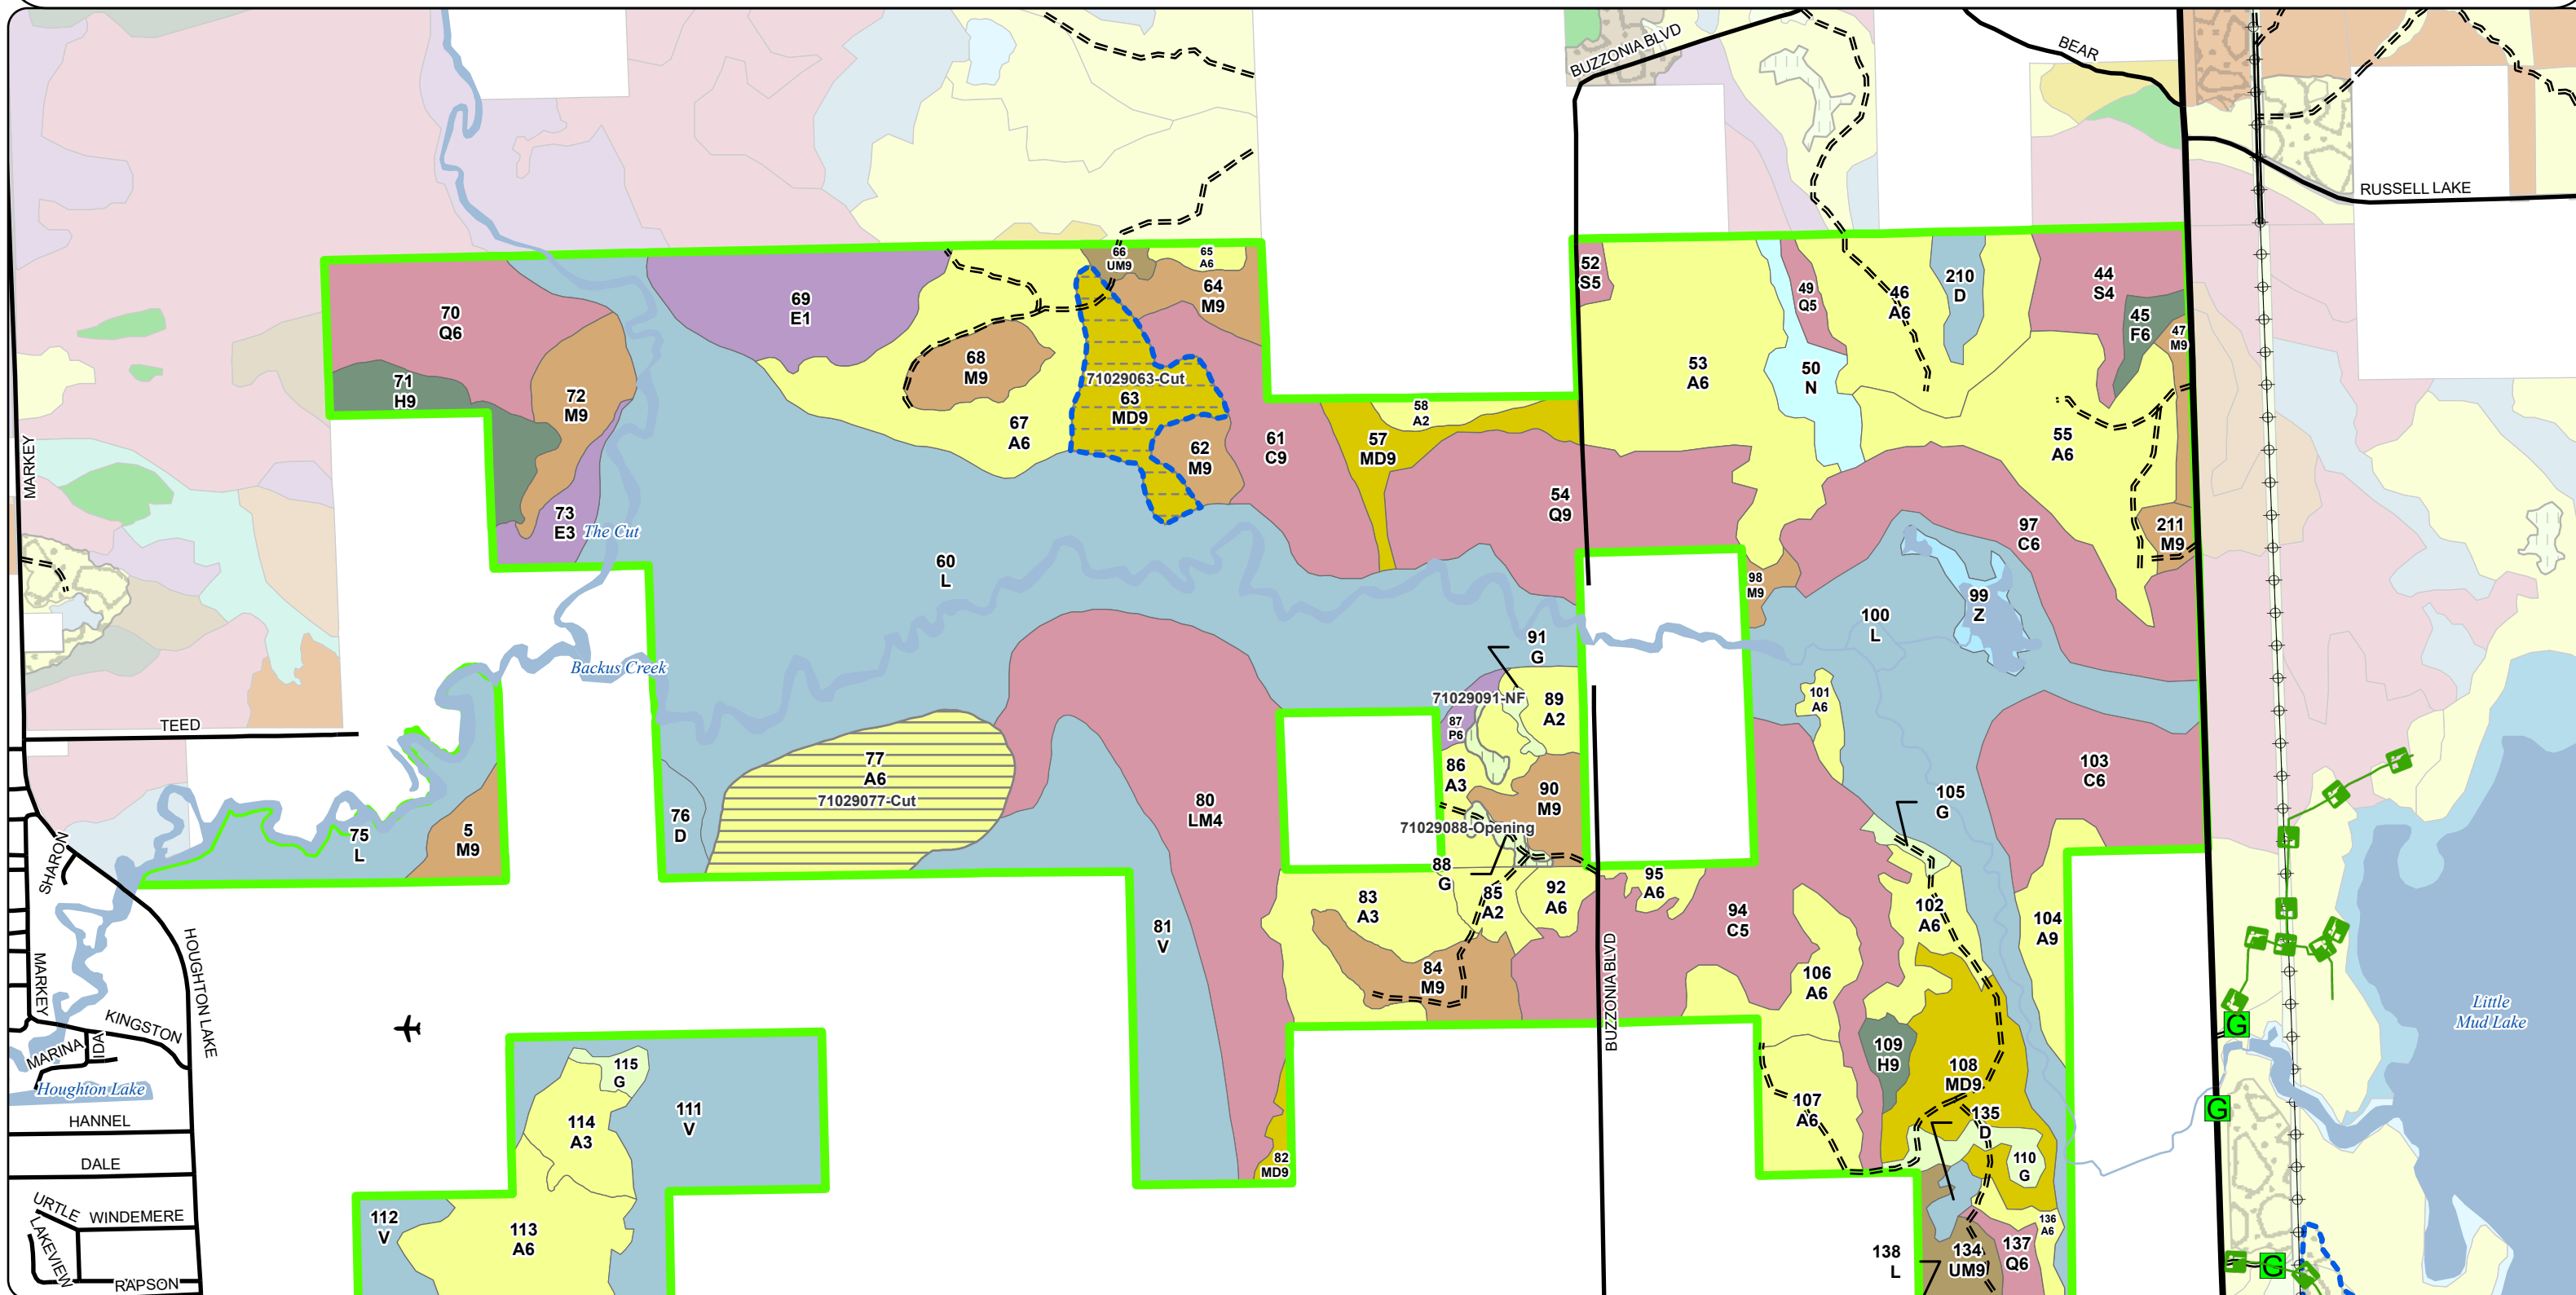 BUZZONIA BLVD
BEAR
RUSSELL LAKE
66
UM9
65
A6
52
S5
69
E1
64
M9
49
Q5
46
A6
210
D
44
S4
70
Q6
45
F6
47
M9
68
M9
71029063-Cut
53
A6
50
N
71
H9
72
M9
63
MD9
58
A2
67
A6
62
M9
61
C9
57
MD9
55
A6
MARKEY
73
E3
The Cut
54
Q9
97
C6
211
M9
60
L
98
M9
99
Z
100
L
Backus Creek
91
G
71029091-NF
89
A2
101
A6
TEED
87
P6
77
A6
71029077-Cut
86
A3
103
C6
90
M9
80
LM4
105
G
76
D
71029088-Opening
75
L
5
M9
SHARON
88
G
83
A3
85
A2
92
A6
95
A6
94
C5
102
A6
104
A9
81
V
HOUGHTON LAKE
BUZZONIA BLVD
84
M9
106
A6
MARKEY
KINGSTON
MARINA
IDA
Houghton Lake
Little
Mud Lake
G
109
H9
115
G
108
MD9
111
V
114
A3
107
A6
135
D
G
HANNEL
DALE
82
MD9
110
G
URTLE
WINDEMERE
LAKEVIEW
RAPSON
112
V
113
A6
136
A6
137
Q6
134
UM9
138
L
G